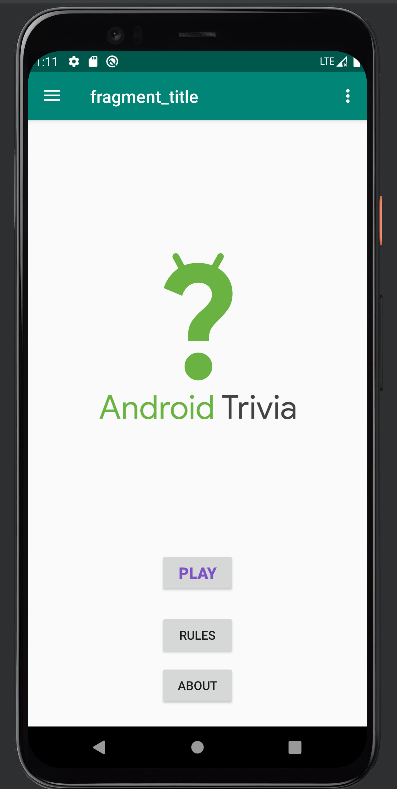 1:11
LTE
fragment_title
Android Trivia
PLAY
RULES
ABOUT